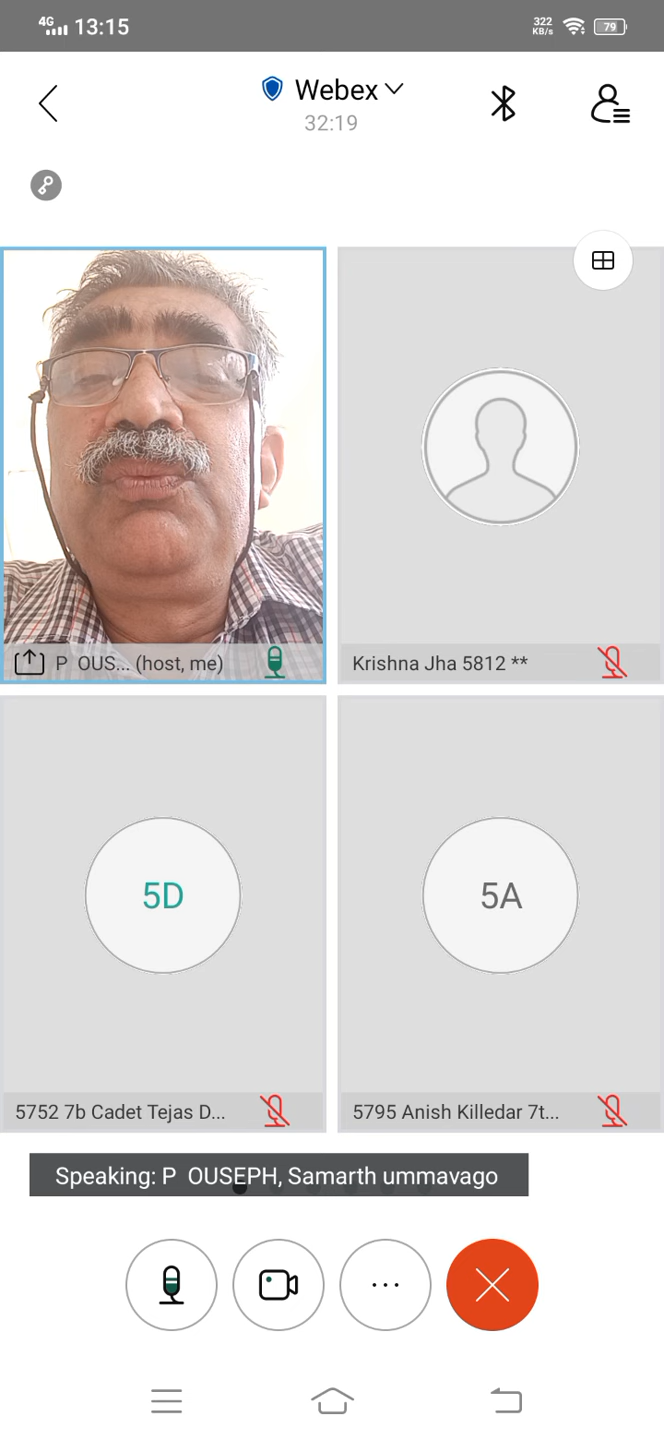 4G 13:15 322 KB/s 79
Webex
32:19
P OUS... (host, me)
Krishna Jha 5812 **
5D
5A
5752 7b Cadet Tejas D...
5795 Anish Killedar 7t...
Speaking: P OUSEPH, Samarth ummavago